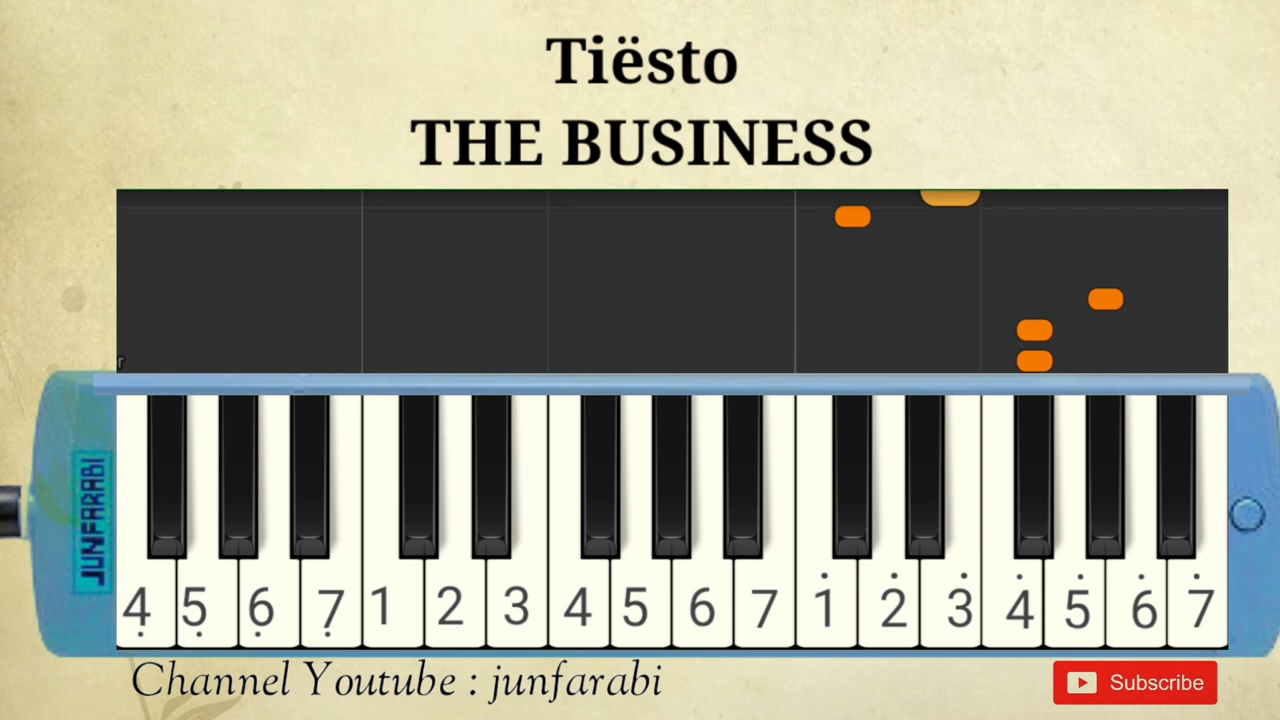 Tiësto
THE BUSINESS
r
JUNFARABI
4̣ 5̣ 6̣ 7̣ 1 2 3 4 5 6 7 1̇ 2̇ 3̇ 4̇ 5̇ 6̇ 7̇
Channel Youtube : junfarabi
Subscribe